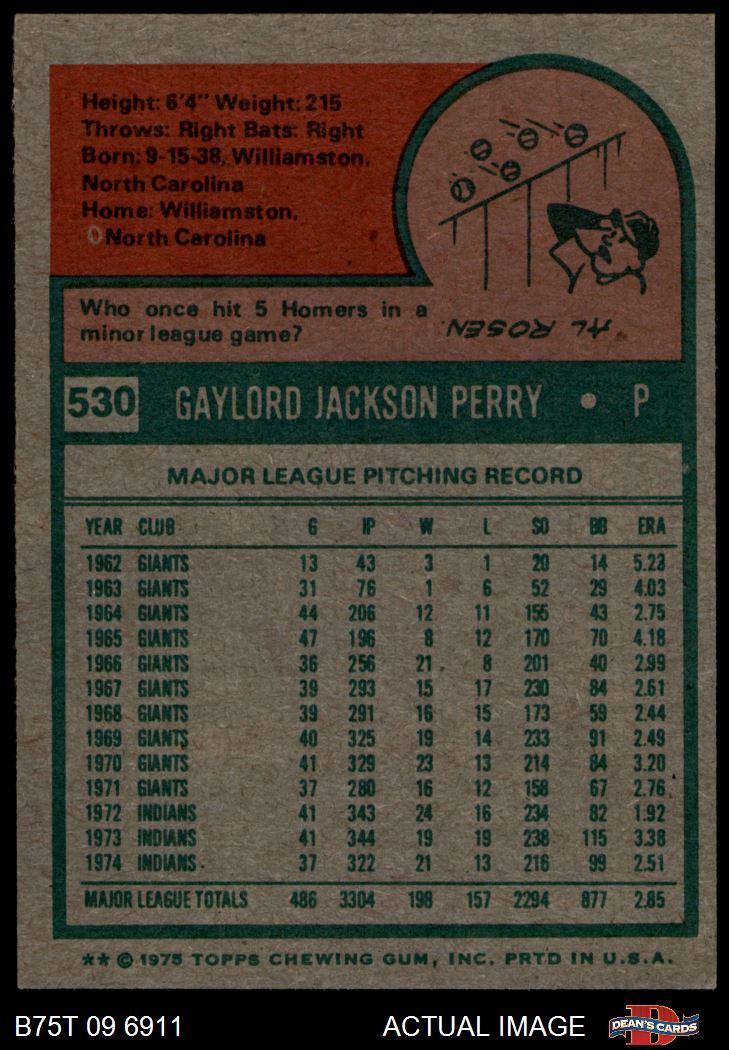 Height: 6'4" Weight: 215
Throws: Right Bats: Right
Born: 9-15-38, Williamston,
North Carolina
Home: Williamston,
0 North Carolina
Who once hit 5 Homers in a
minor league game?
AL ROSEN.
530 GAYLORD JACKSON PERRY • P
MAJOR LEAGUE PITCHING RECORD
YEAR CLUB G IP W L SO BB ERA
1962 GIANTS 13 43 3 1 20 14 5.23
1963 GIANTS 31 76 1 6 52 29 4.03
1964 GIANTS 44 206 12 11 155 43 2.75
1965 GIANTS 47 196 8 12 170 70 4.18
1966 GIANTS 36 256 21 8 201 40 2.99
1967 GIANTS 39 293 15 17 230 84 2.61
1968 GIANTS 39 291 16 15 173 59 2.44
1969 GIANTS 40 325 19 14 233 91 2.49
1970 GIANTS 41 329 23 13 214 84 3.20
1971 GIANTS 37 280 16 12 158 67 2.76
1972 INDIANS 41 343 24 16 234 82 1.92
1973 INDIANS 41 344 19 19 238 115 3.38
1974 INDIANS 37 322 21 13 216 99 2.51
MAJOR LEAGUE TOTALS 486 3304 198 157 2294 877 2.85
** © 1975 TOPPS CHEWING GUM, INC. PRTD IN U.S.A.
B75T 09 6911 ACTUAL IMAGE DEAN'S CARDS